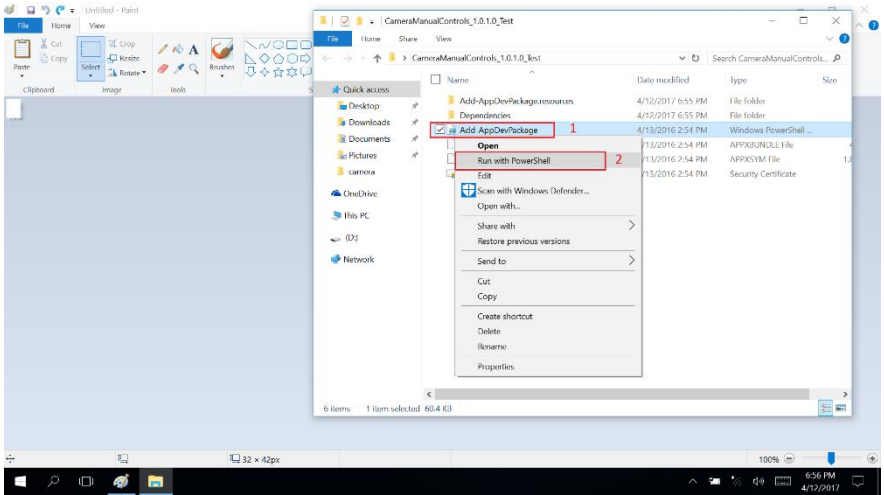 Untitled - Paint
File Home View
Paste
Cut
Copy
Clipboard
Select
Crop
Resize
Rotate
Image
A
Tools
Brushes
CameraManualControls_1.0.1.0_Test
File Home Share View
CameraManualControls_1.0.1.0_Test
Search CameraManualControls...
Name Date modified Type Size
Quick access
Desktop
Downloads
Documents
Pictures
camera
OneDrive
This PC
(D:)
Network
Add-AppDevPackage.resources 4/12/2017 6:55 PM File folder
Dependencies 4/12/2017 6:55 PM File folder
Add-AppDevPackage 1 4/13/2016 2:54 PM Windows PowerShell ...
/13/2016 2:54 PM APPXBUNDLE File
/13/2016 2:54 PM APPXSYM File
/13/2016 2:54 PM Security Certificate
Open
Run with PowerShell 2
Edit
Scan with Windows Defender...
Open with...
Share with
Restore previous versions
Send to
Cut
Copy
Create shortcut
Delete
Rename
Properties
6 items 1 item selected 60.4 KB
32 × 42px
100%
6:56 PM
4/12/2017